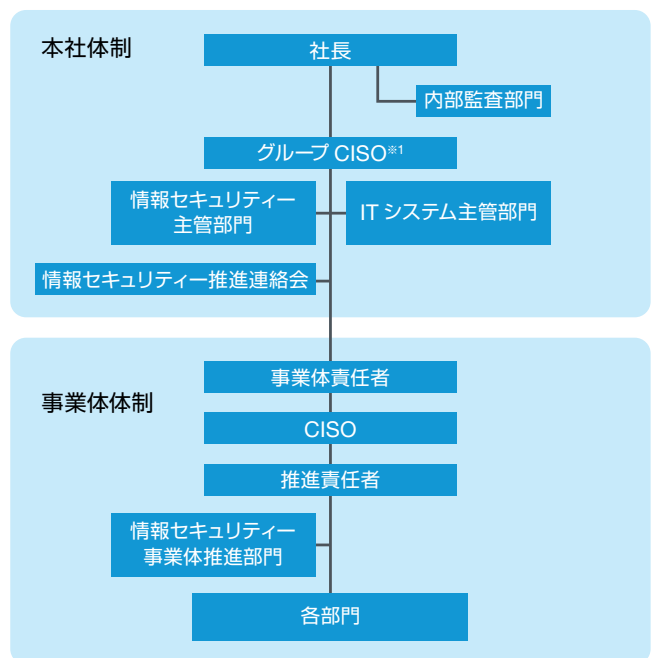 本社体制
社長
内部監査部門
グループ CISO※1
情報セキュリティー
主管部門
IT システム主管部門
情報セキュリティー推進連絡会
事業体体制
事業体責任者
CISO
推進責任者
情報セキュリティー
事業体推進部門
各部門